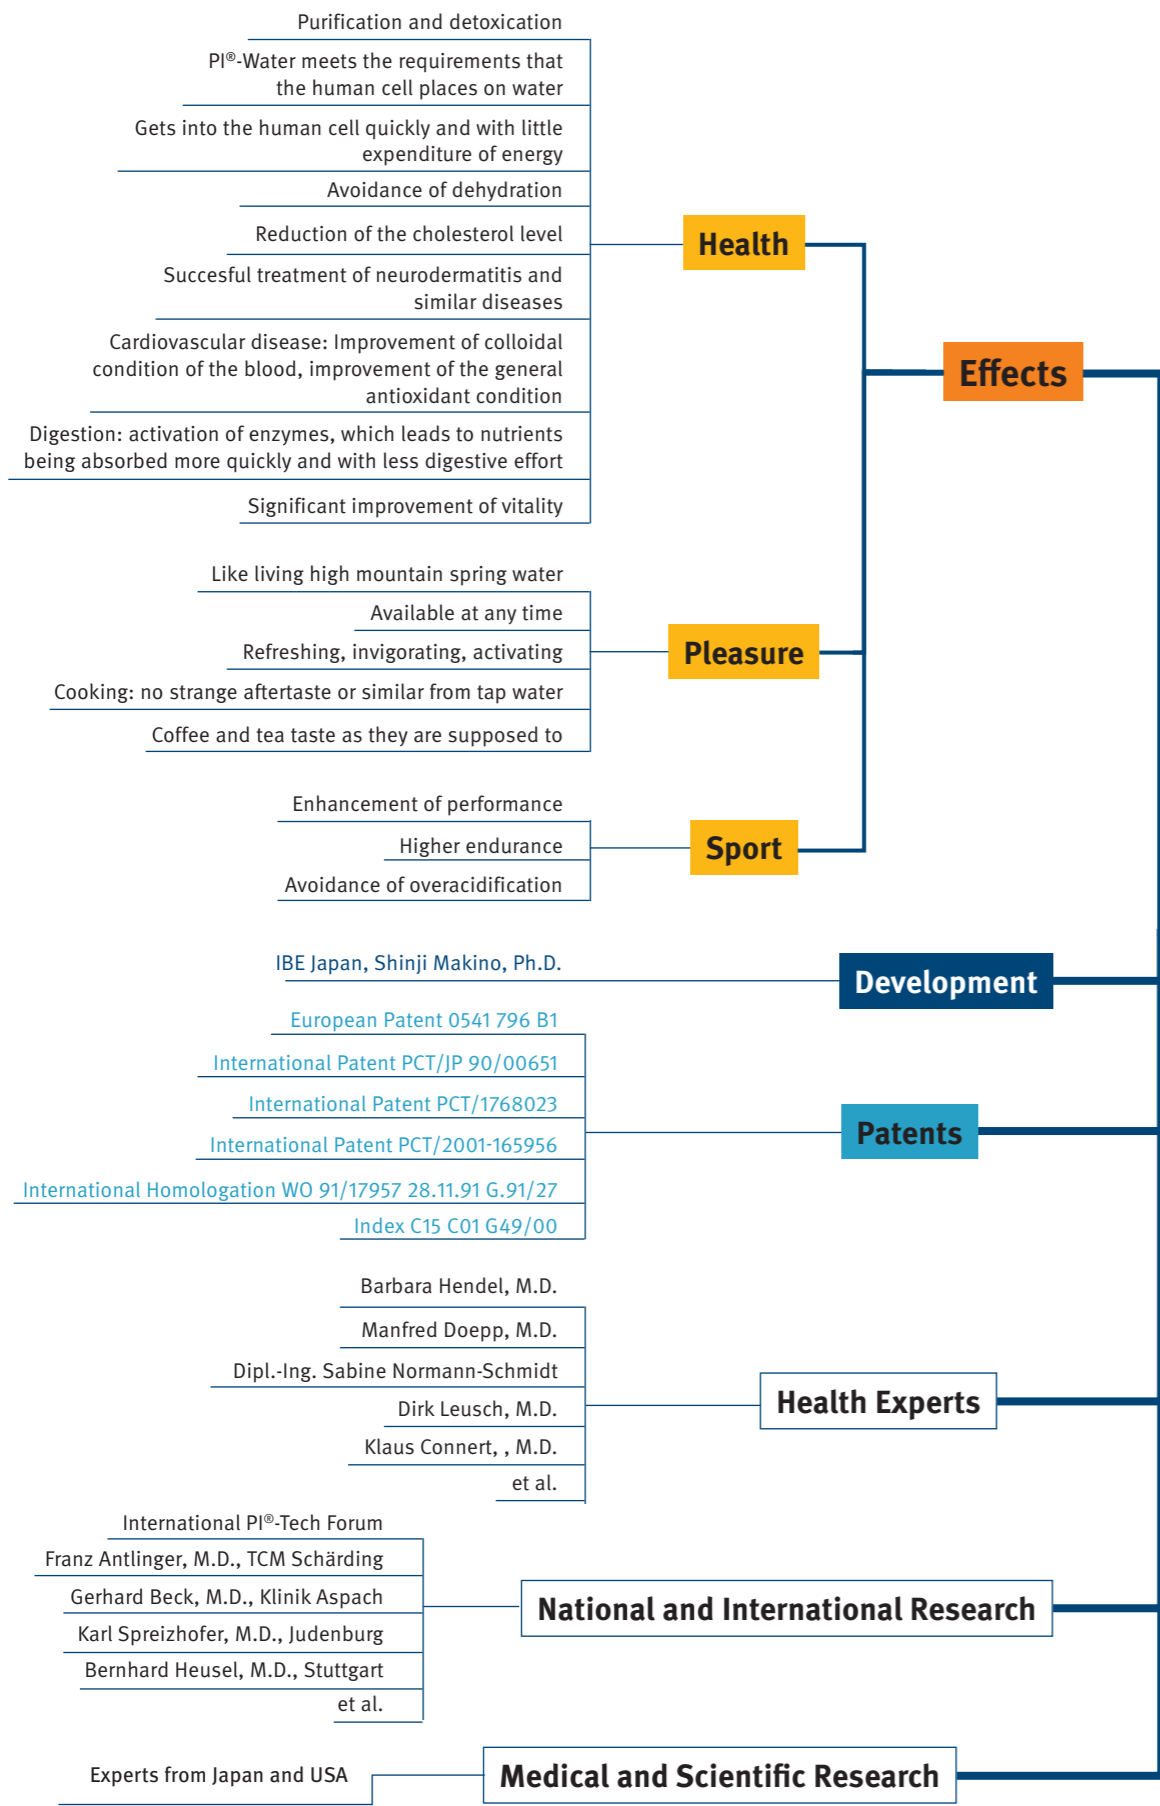 Purification and detoxication
PI®-Water meets the requirements that
the human cell places on water
Gets into the human cell quickly and with little
expenditure of energy
Avoidance of dehydration
Reduction of the cholesterol level
Succesful treatment of neurodermatitis and
similar diseases
Cardiovascular disease: Improvement of colloidal
condition of the blood, improvement of the general
antioxidant condition
Digestion: activation of enzymes, which leads to nutrients
being absorbed more quickly and with less digestive effort
Significant improvement of vitality
Health
Effects
Like living high mountain spring water
Available at any time
Refreshing, invigorating, activating
Cooking: no strange aftertaste or similar from tap water
Coffee and tea taste as they are supposed to
Pleasure
Enhancement of performance
Higher endurance
Avoidance of overacidification
Sport
IBE Japan, Shinji Makino, Ph.D.
Development
European Patent 0541 796 B1
International Patent PCT/JP 90/00651
International Patent PCT/1768023
International Patent PCT/2001-165956
International Homologation WO 91/17957 28.11.91 G.91/27
Index C15 C01 G49/00
Patents
Barbara Hendel, M.D.
Manfred Doepp, M.D.
Dipl.-Ing. Sabine Normann-Schmidt
Dirk Leusch, M.D.
Klaus Connert, , M.D.
et al.
Health Experts
International PI®-Tech Forum
Franz Antlinger, M.D., TCM Schärding
Gerhard Beck, M.D., Klinik Aspach
Karl Spreizhofer, M.D., Judenburg
Bernhard Heusel, M.D., Stuttgart
et al.
National and International Research
Experts from Japan and USA
Medical and Scientific Research